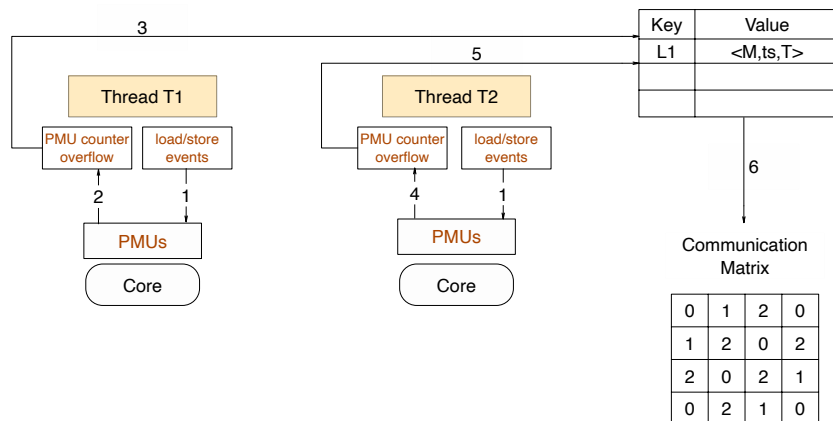 3
Key Value
L1 <M,ts,T>
5
Thread T1
Thread T2
PMU counter
overflow
load/store
events
PMU counter
overflow
load/store
events
2
1
4
1
6
PMUs
PMUs
Core
Core
Communication
Matrix
0 1 2 0
1 2 0 2
2 0 2 1
0 2 1 0